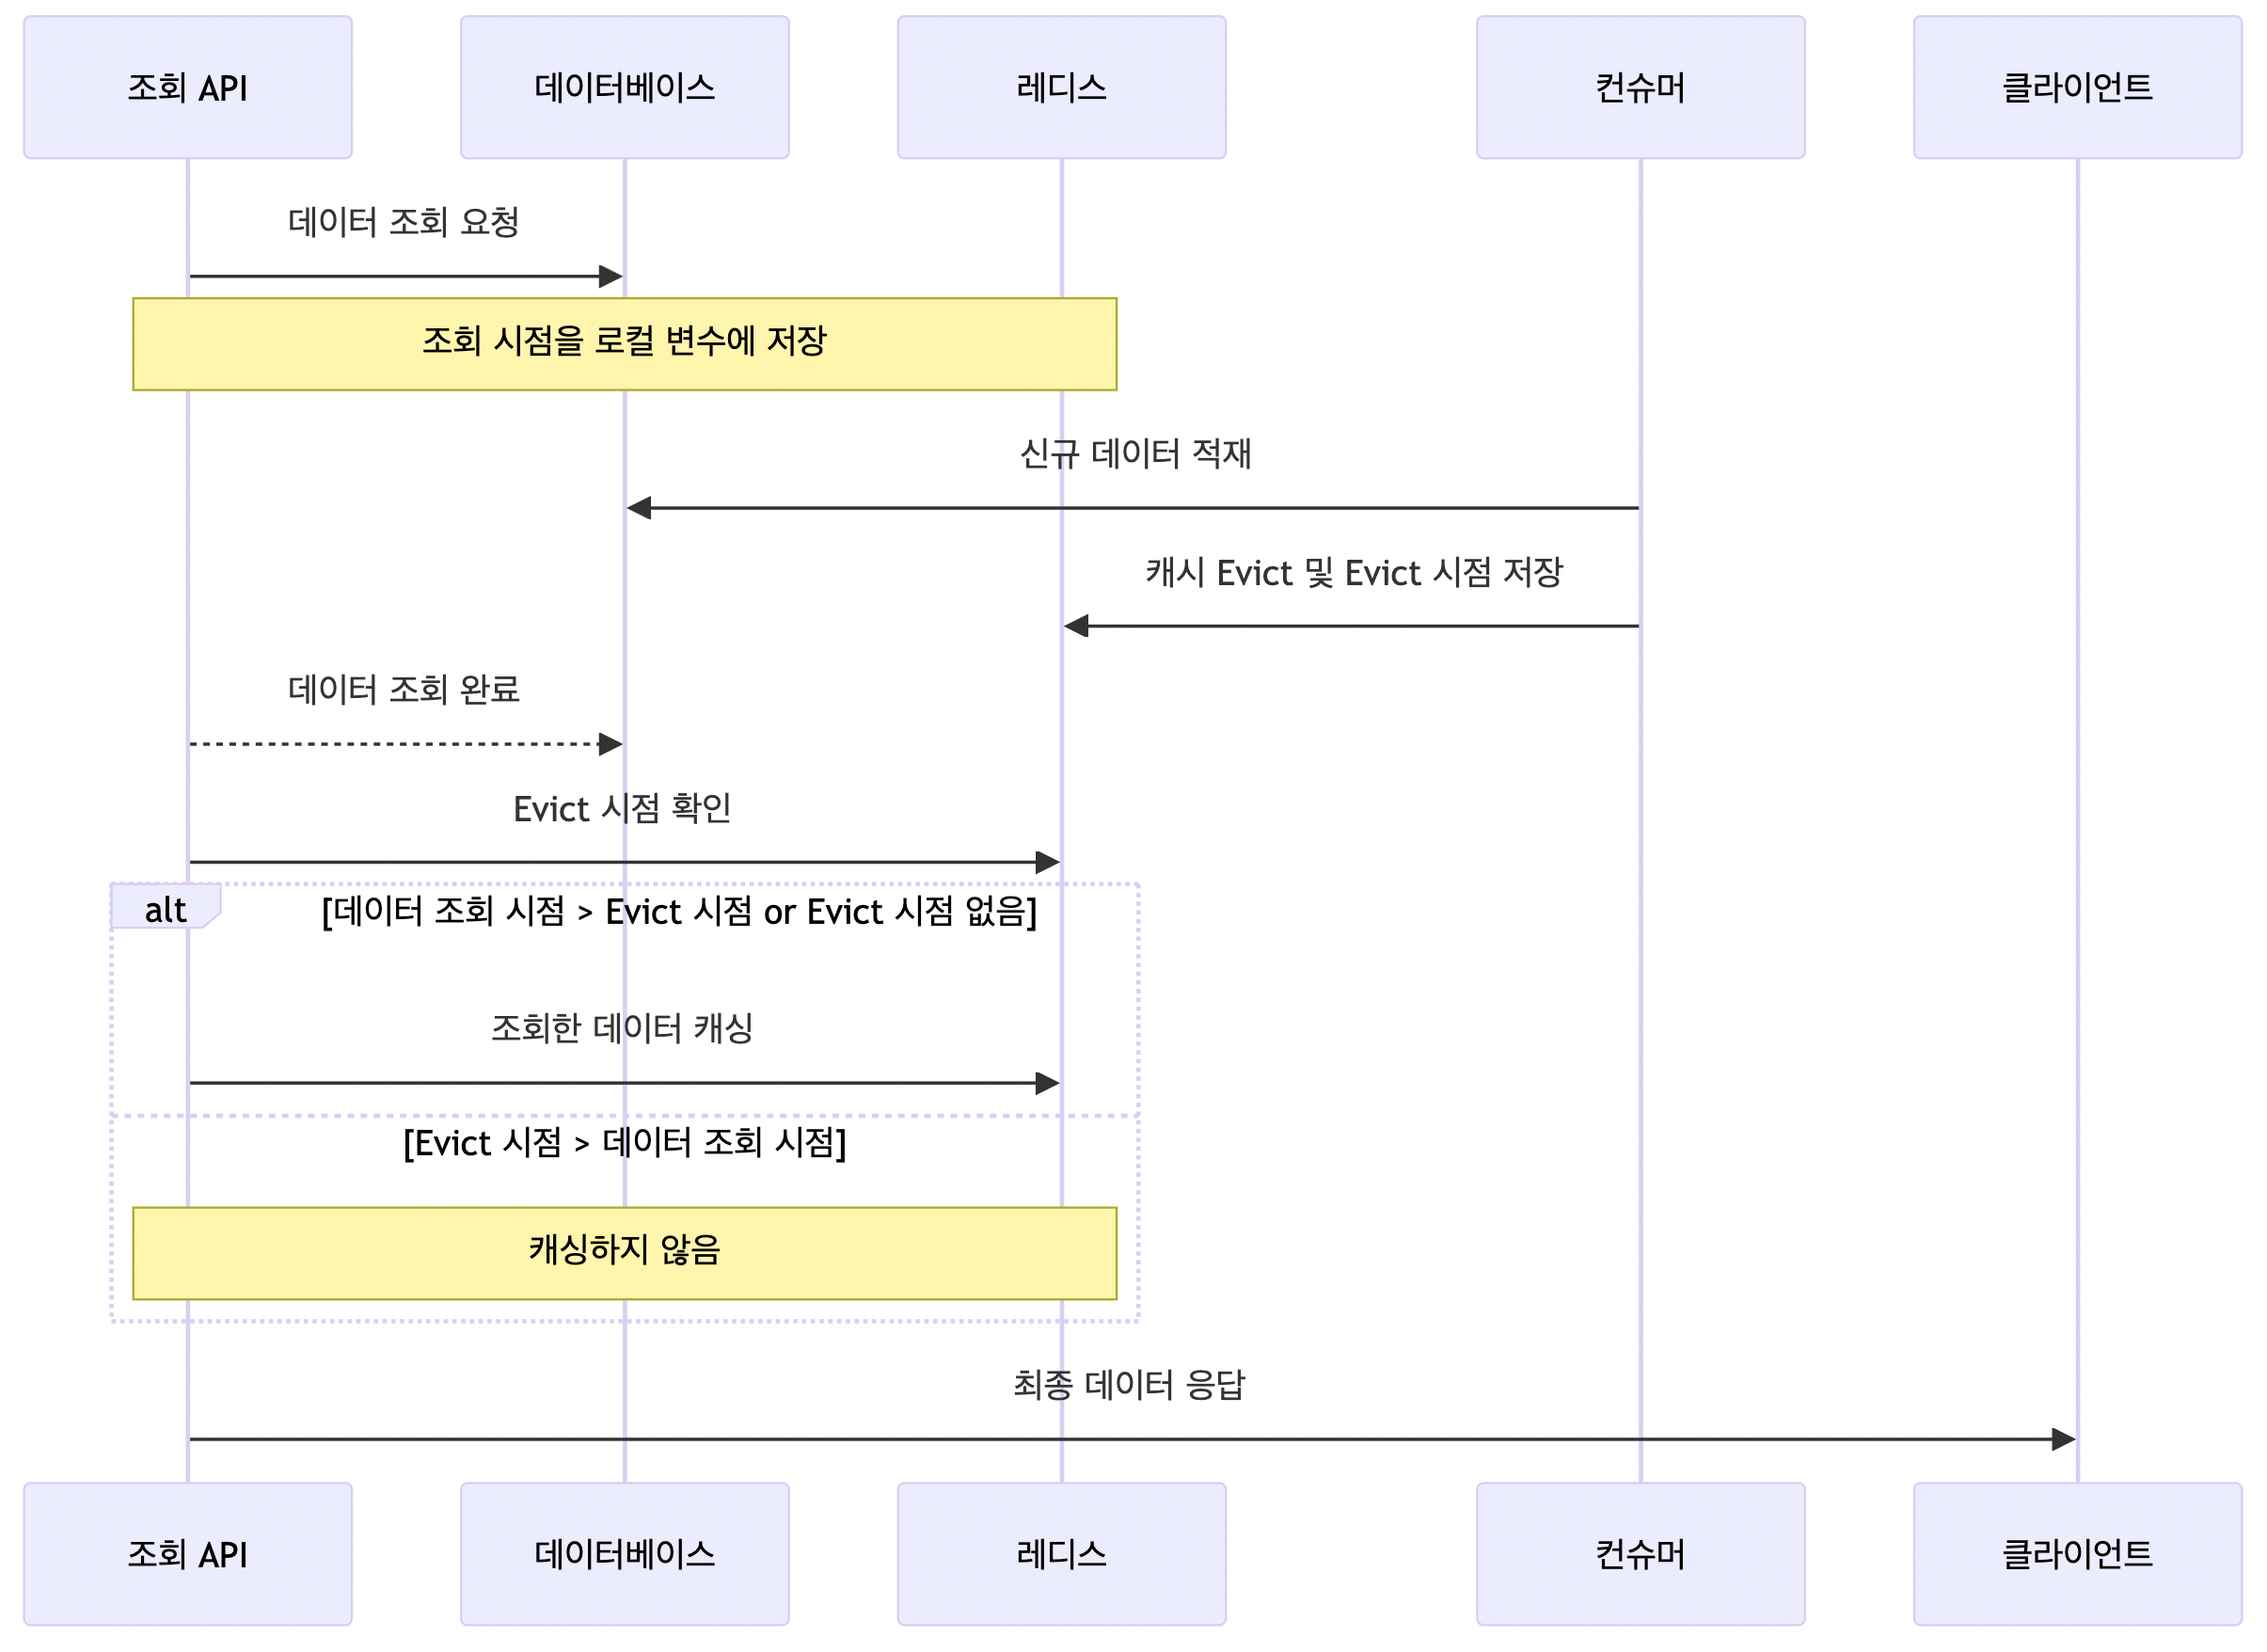 조회 API
데이터베이스
레디스
컨슈머
클라이언트
데이터 조회 요청
조회 시점을 로컬 변수에 저장
신규 데이터 적재
캐시 Evict 및 Evict 시점 저장
데이터 조회 완료
Evict 시점 확인
alt
[데이터 조회 시점 > Evict 시점 or Evict 시점 없음]
조회한 데이터 캐싱
[Evict 시점 > 데이터 조회 시점]
캐싱하지 않음
최종 데이터 응답
조회 API
데이터베이스
레디스
컨슈머
클라이언트